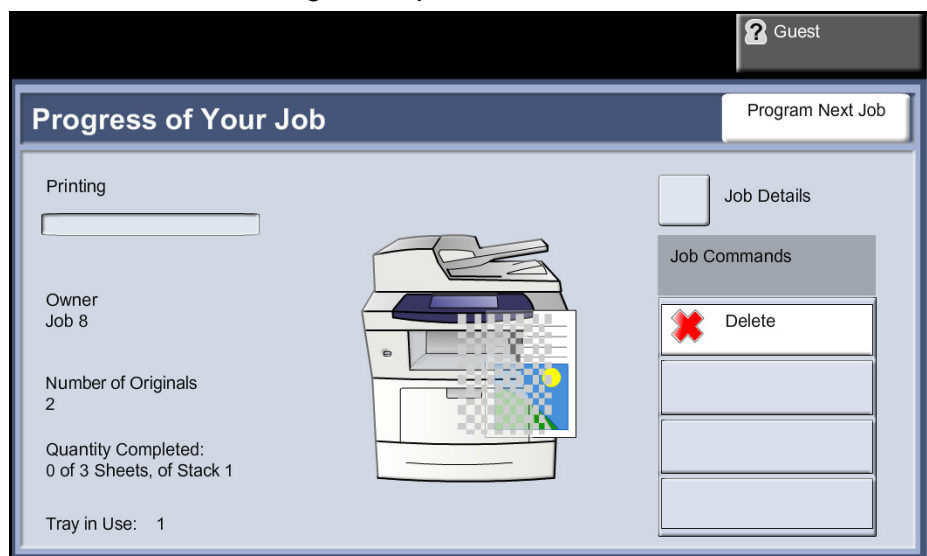 Guest
Progress of Your Job
Program Next Job
Printing
Job Details
Job Commands
Owner
Job 8
Delete
Number of Originals
2
Quantity Completed:
0 of 3 Sheets, of Stack 1
Tray in Use: 1